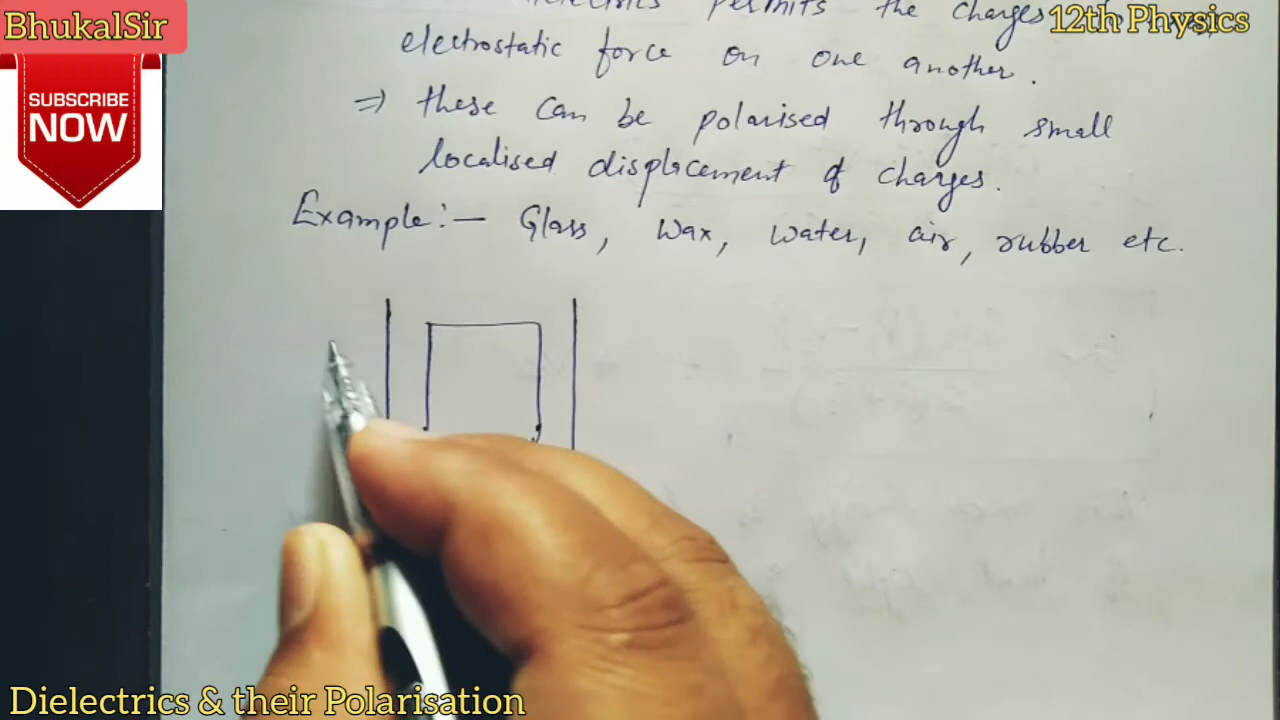 BhukalSir
12th Physics
SUBSCRIBE
NOW
permits the charges
electrostatic force on one another.
⇒ these can be polarised through small
localised displacement of charges.
Example:- Glass, wax, water, air, rubber etc.
Dielectrics & their Polarisation